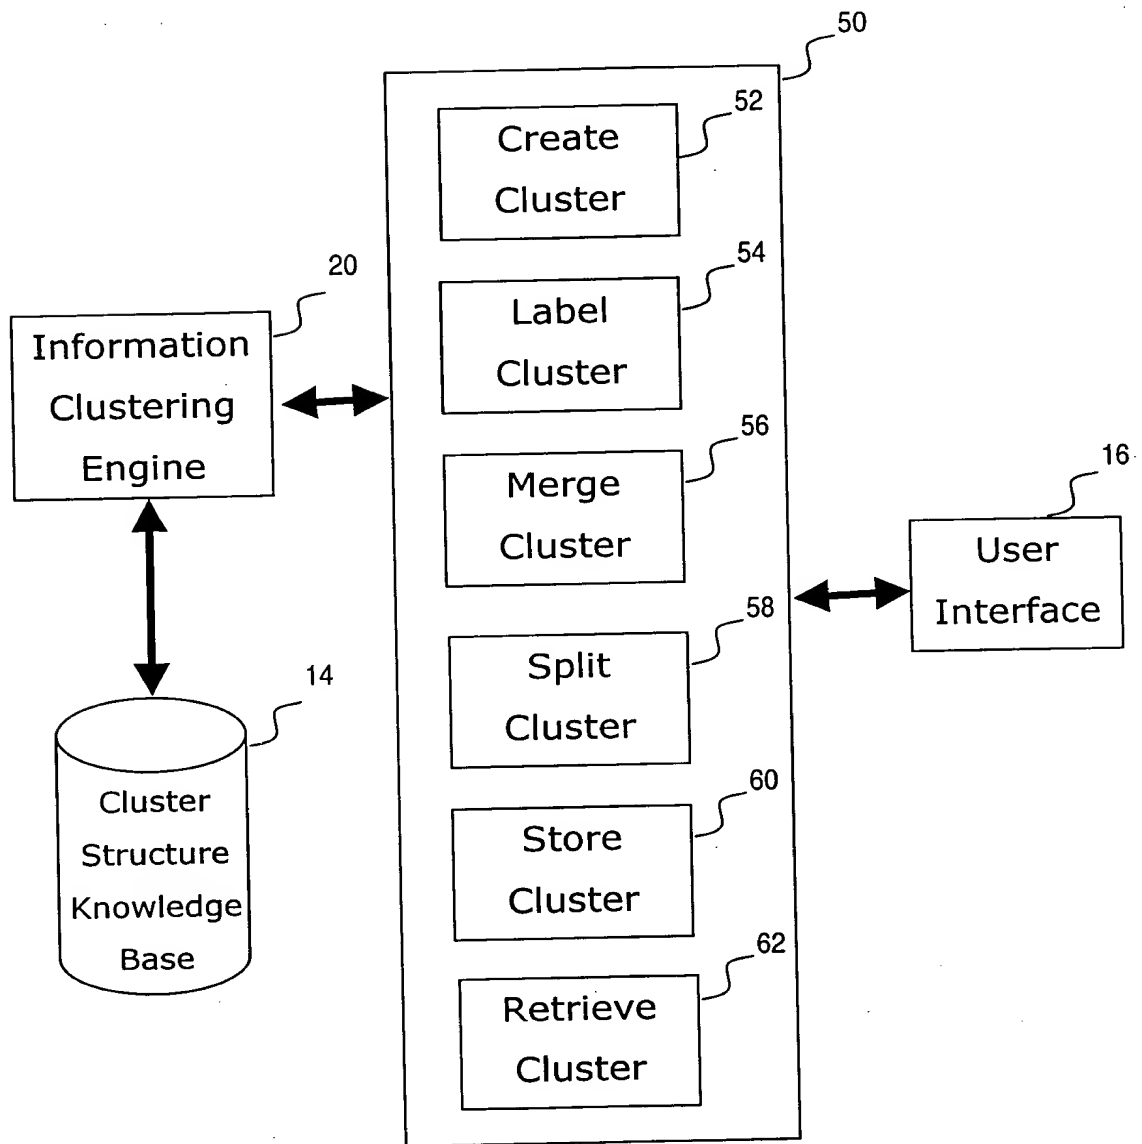 50
52
Create
Cluster
54
Label
Cluster
20
Information
Clustering
Engine
56
Merge
Cluster
16
User
Interface
58
Split
Cluster
14
Cluster
Structure
Knowledge
Base
60
Store
Cluster
62
Retrieve
Cluster